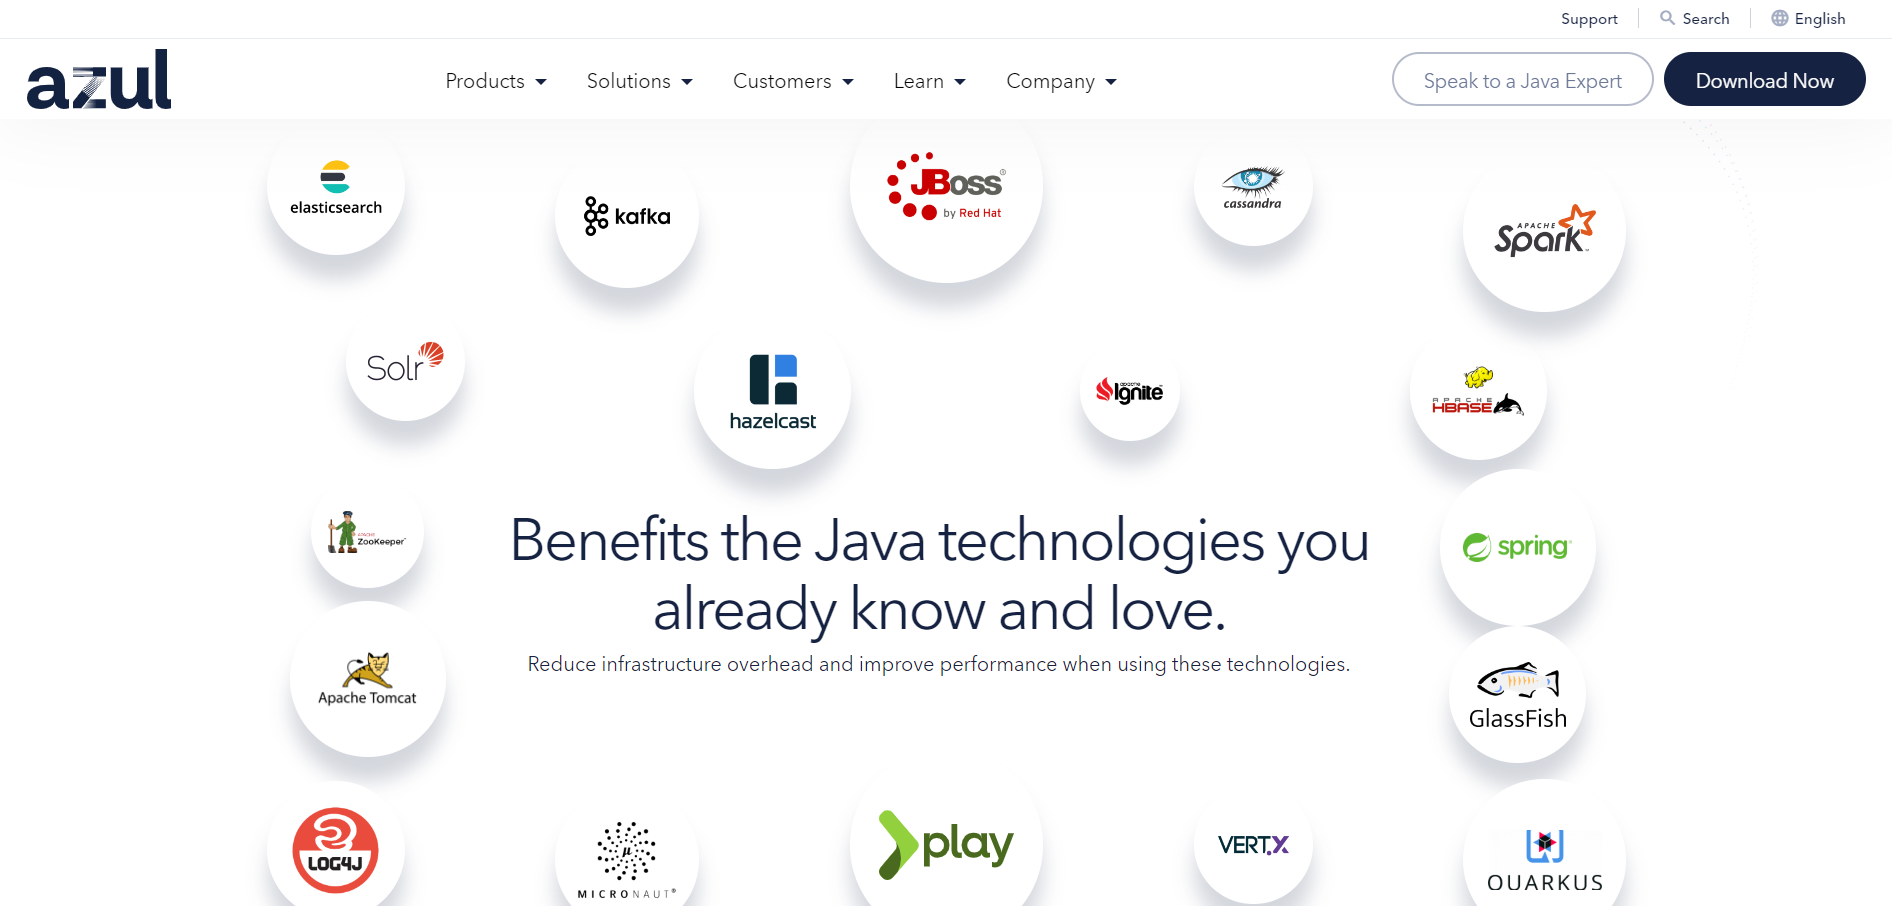 Support
Search
English
azul
Products
Solutions
Customers
Learn
Company
Speak to a Java Expert
Download Now
elasticsearch
kafka
JBoss®
by Red Hat
cassandra
APACHE
Spark™
Solr
hazelcast
apache
Ignite
APACHE
HBASE
APACHE
ZooKeeper™
Benefits the Java technologies you
already know and love.
Reduce infrastructure overhead and improve performance when using these technologies.
spring®
Apache Tomcat
GlassFish
LOG4J
μ
MICRONAUT®
play
VERT.X
QUARKUS